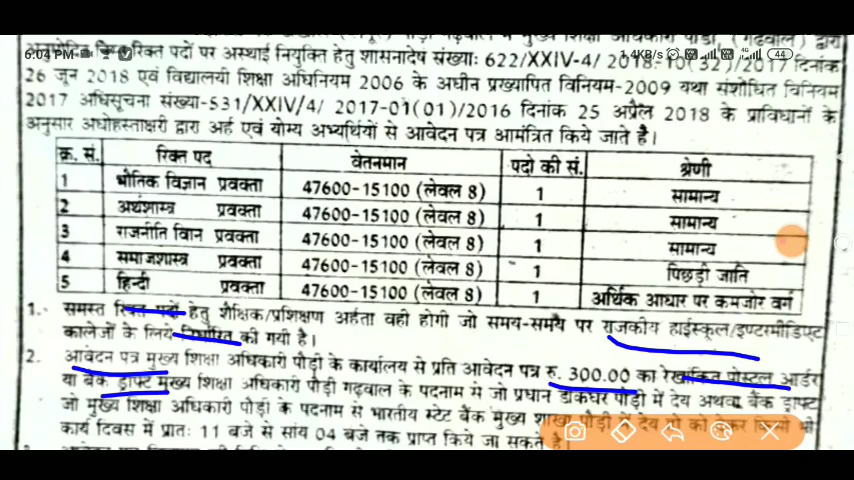 पौड़ी गढ़वाल में मुख्य शिक्षा अधिकारी पौड़ी, (गढ़वाल) द्वारा
6:04 PM
1.4KB/s
44
अनुमोदित रिक्त पदों पर अस्थाई नियुक्ति हेतु शासनादेष संख्याः 622/XXIV-4/ 2018-10(32)/2017 दिनांक
26 जून 2018 एवं विद्यालयी शिक्षा अधिनियम 2006 के अधीन प्रख्यापित विनियम-2009 यथा संशोधित विनियम
2017 अधिसूचना संख्या-531/XXIV/4/ 2017-01(01)/2016 दिनांक 25 अप्रैल 2018 के प्राविधानों के
अनुसार अधोहस्ताक्षरी द्वारा अर्ह एवं योग्य अभ्यर्थियों से आवेदन पत्र आमंत्रित किये जाते है।
क्र. सं. रिक्त पद वेतनमान पदो की सं. श्रेणी
1 भौतिक विज्ञान प्रवक्ता 47600-15100 (लेवल 8) 1 सामान्य
2 अर्थशास्त्र प्रवक्ता 47600-15100 (लेवल 8) 1 सामान्य
3 राजनीति विान प्रवक्ता 47600-15100 (लेवल 8) 1 सामान्य
4 समाजशास्त्र प्रवक्ता 47600-15100 (लेवल 8) 1 पिछड़ी जाति
5 हिन्दी प्रवक्ता 47600-15100 (लेवल 8) 1 आर्थिक आधार पर कमजोर वर्ग
1. समस्त रिक्त पदों हेतु शैक्षिक/प्रशिक्षण अर्हता वही होगी जो समय-समय पर राजकीय हाईस्कूल/इण्टरमीडिएट
कालेजों के लिये निर्धारित की गयी है।
2. आवेदन पत्र मुख्य शिक्षा अधिकारी पौड़ी के कार्यालय से प्रति आवेदन पत्र रु. 300.00 का रेखांकित पोस्टल आर्डर
या बैंक ड्राफ्ट मुख्य शिक्षा अधिकारी पौड़ी गढ़वाल के पदनाम से जो प्रधान डाकघर पौड़ी में देय अथवा बैंक ड्राफ्ट
जो मुख्य शिक्षा अधिकारी पौड़ी के पदनाम से भारतीय स्टेट बैंक मुख्य शाखा पौड़ी में देय हो को लेकर किसी भी
कार्य दिवस में प्रातः 11 बजे से सांय 04 बजे तक प्राप्त किये जा सकते है।